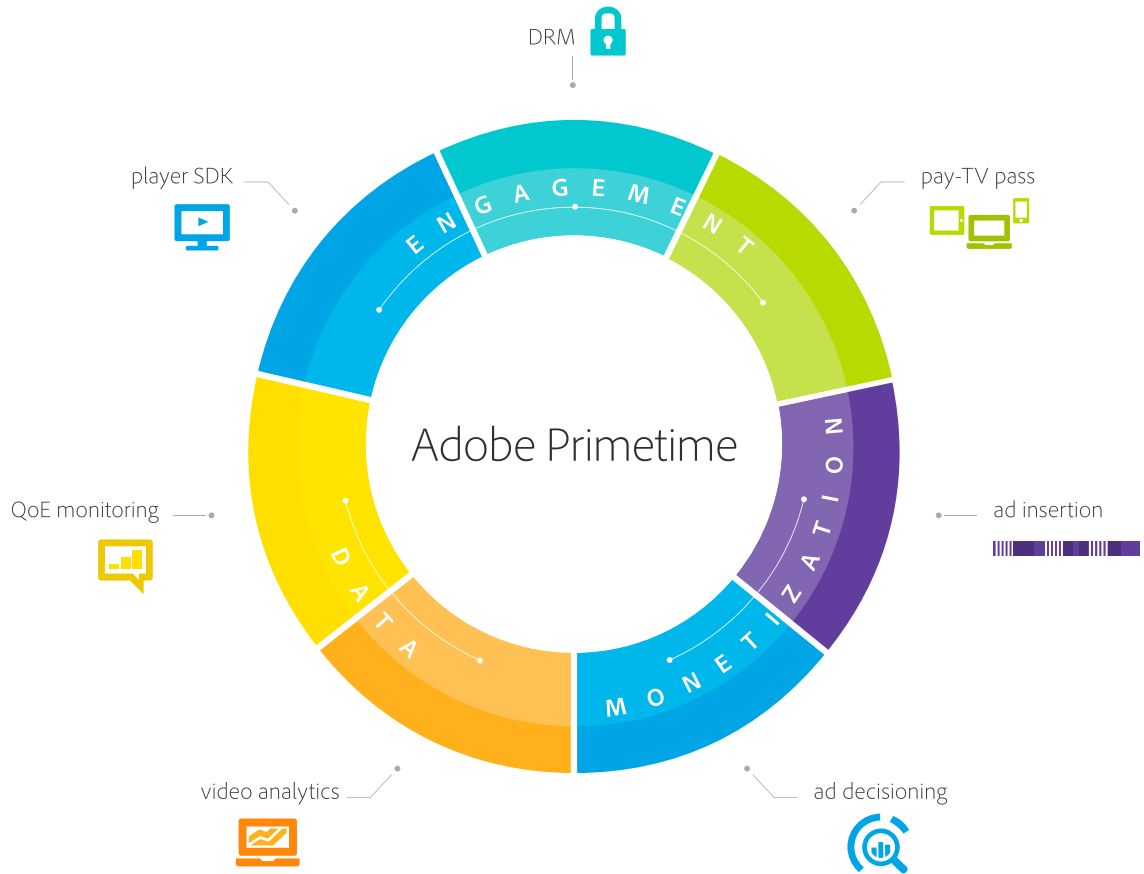 DRM
player SDK
pay-TV pass
ENGAGEMENT
Adobe Primetime
QoE monitoring
ad insertion
DATA
MONETIZATION
video analytics
ad decisioning